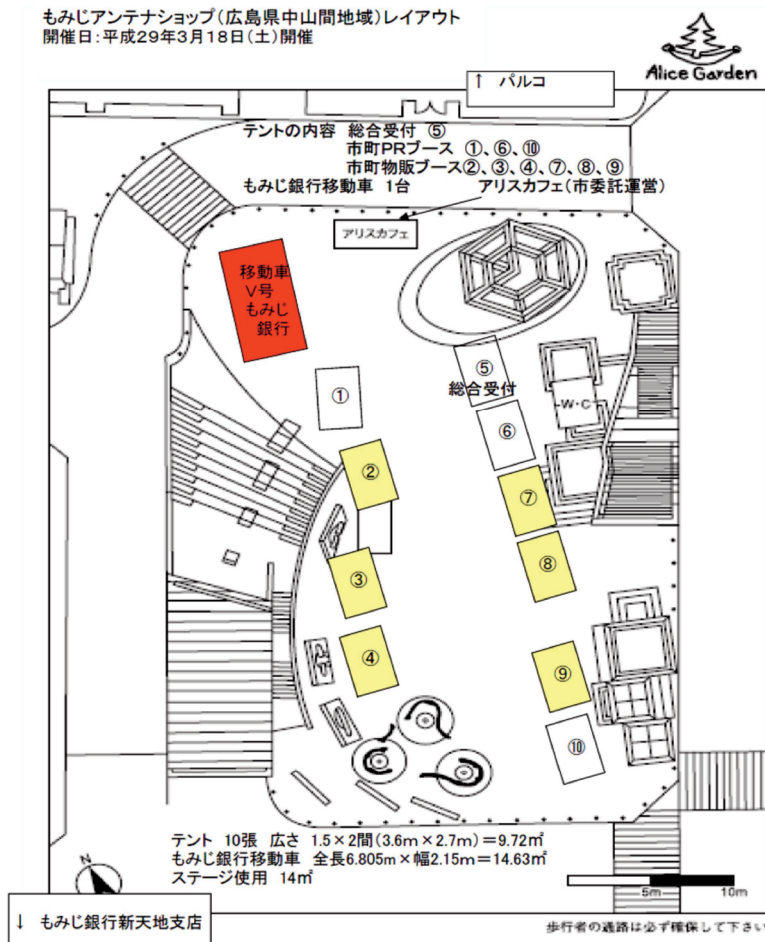 もみじアンテナショップ(広島県中山間地域)レイアウト
開催日:平成29年3月18日(土)開催
Alice Garden
↑ パルコ
テントの内容 総合受付 ⑤
市町PRブース ①、⑥、⑩
市町物販ブース②、③、④、⑦、⑧、⑨
もみじ銀行移動車 1台
アリスカフェ(市委託運営)
アリスカフェ
移動車
V号
もみじ
銀行
①
⑤
総合受付
W・C
⑥
②
⑦
③
⑧
④
⑨
⑩
テント 10張 広さ 1.5×2間(3.6m×2.7m)=9.72㎡
もみじ銀行移動車 全長6.805m×幅2.15m=14.63㎡
ステージ使用 14㎡
N
5m
10m
↓ もみじ銀行新天地支店
歩行者の通路は必ず確保して下さい